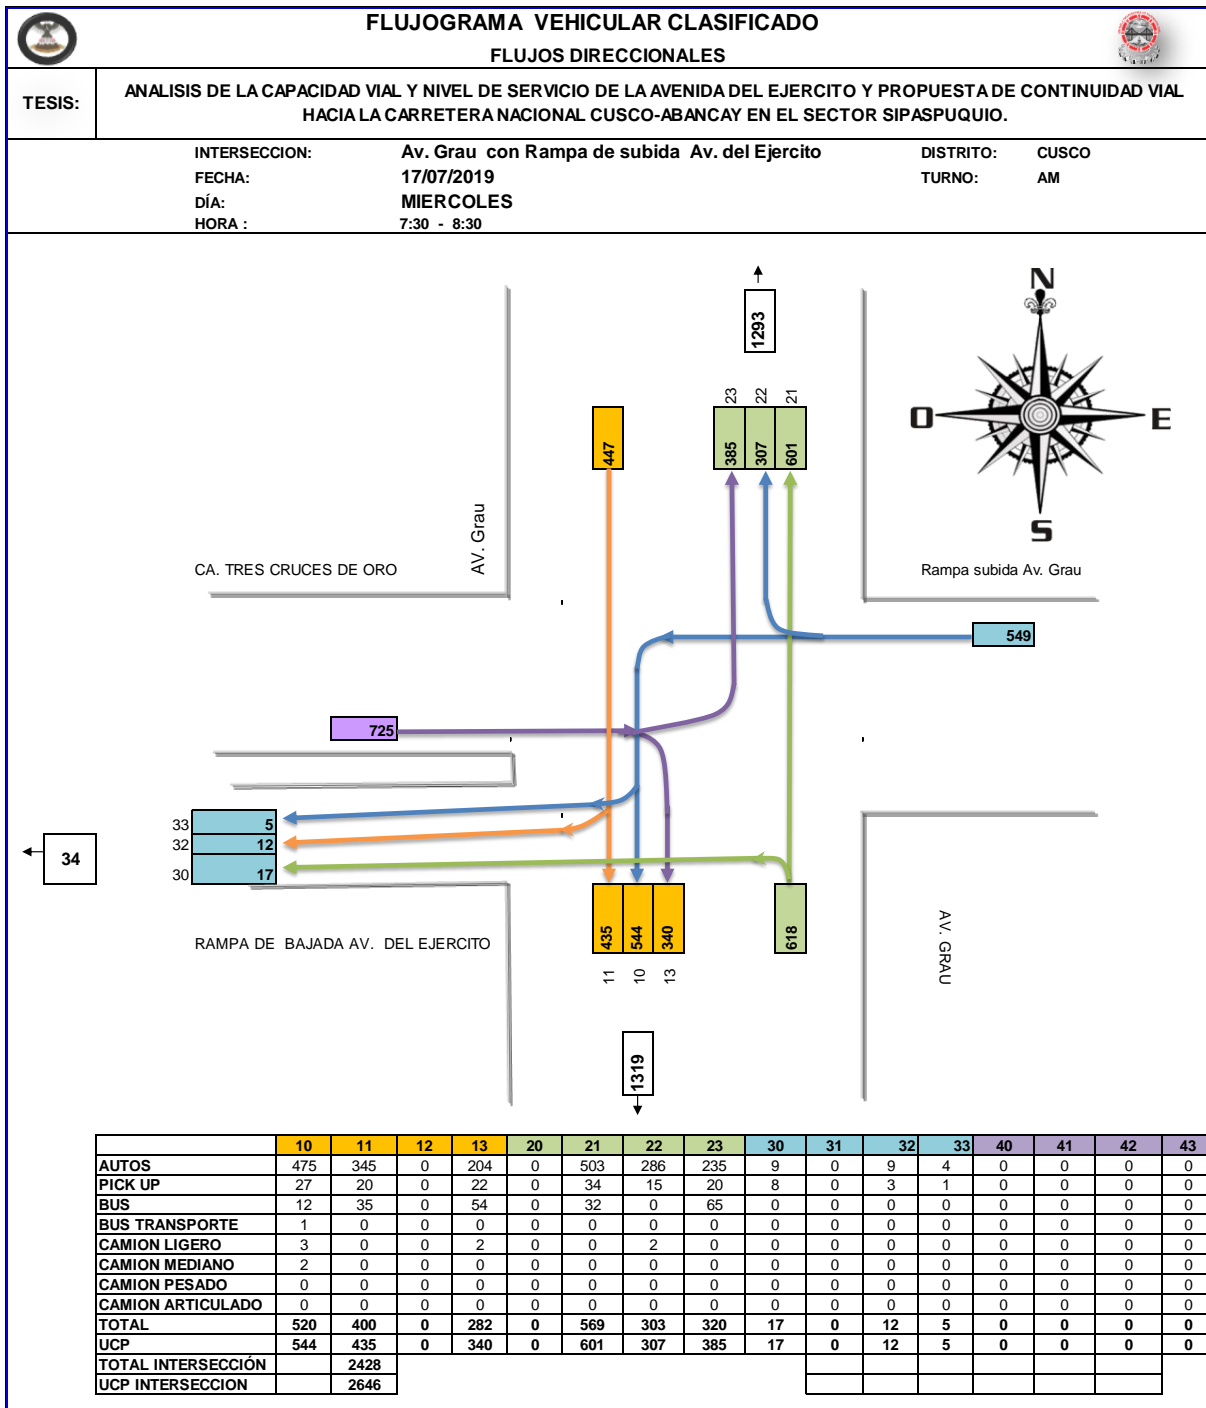 FLUJOGRAMA VEHICULAR CLASIFICADO
FLUJOS DIRECCIONALES
TESIS:
ANALISIS DE LA CAPACIDAD VIAL Y NIVEL DE SERVICIO DE LA AVENIDA DEL EJERCITO Y PROPUESTA DE CONTINUIDAD VIAL
HACIA LA CARRETERA NACIONAL CUSCO-ABANCAY EN EL SECTOR SIPASPUQUIO.
INTERSECCION: Av. Grau con Rampa de subida Av. del Ejercito DISTRITO: CUSCO
FECHA: 17/07/2019 TURNO: AM
DÍA: MIERCOLES
HORA : 7:30 - 8:30
1293
N
O E
S
23 22 21
447
385 307 601
AV. Grau
CA. TRES CRUCES DE ORO
Rampa subida Av. Grau
549
725
33 5
32 12
30 17
34
RAMPA DE BAJADA AV. DEL EJERCITO
435 544 340
618
AV. GRAU
11 10 13
1319
10 11 12 13 20 21 22 23 30 31 32 33 40 41 42 43
AUTOS 475 345 0 204 0 503 286 235 9 0 9 4 0 0 0 0
PICK UP 27 20 0 22 0 34 15 20 8 0 3 1 0 0 0 0
BUS 12 35 0 54 0 32 0 65 0 0 0 0 0 0 0 0
BUS TRANSPORTE 1 0 0 0 0 0 0 0 0 0 0 0 0 0 0 0
CAMION LIGERO 3 0 0 2 0 0 2 0 0 0 0 0 0 0 0 0
CAMION MEDIANO 2 0 0 0 0 0 0 0 0 0 0 0 0 0 0 0
CAMION PESADO 0 0 0 0 0 0 0 0 0 0 0 0 0 0 0 0
CAMION ARTICULADO 0 0 0 0 0 0 0 0 0 0 0 0 0 0 0 0
TOTAL 520 400 0 282 0 569 303 320 17 0 12 5 0 0 0 0
UCP 544 435 0 340 0 601 307 385 17 0 12 5 0 0 0 0
TOTAL INTERSECCIÓN 2428
UCP INTERSECCION 2646